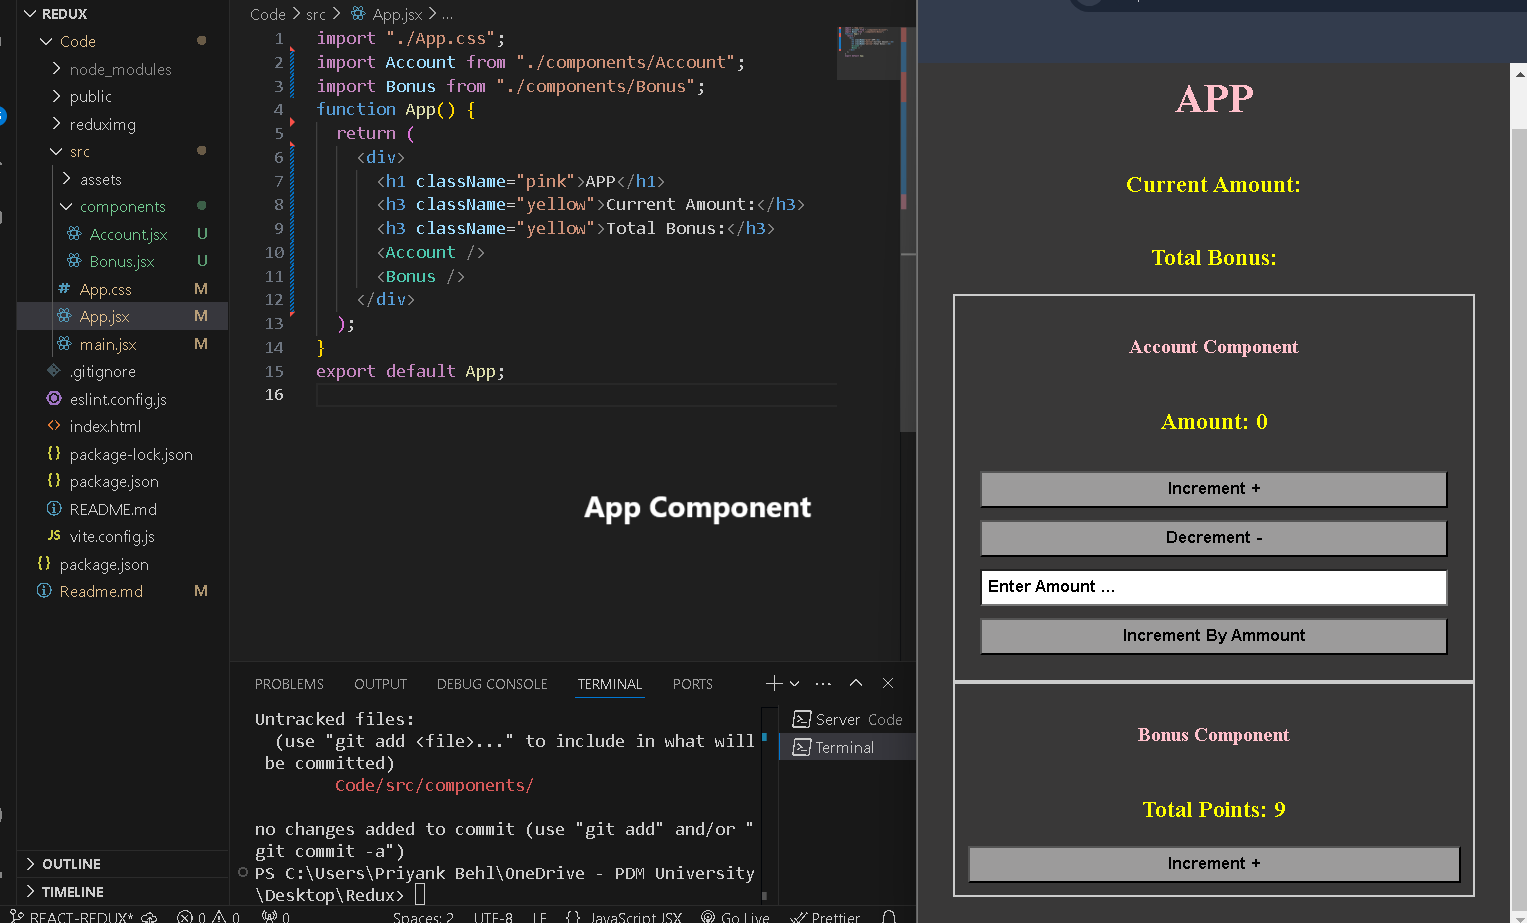 REDUX
Code
node_modules
public
reduximg
src
assets
components
Account.jsx U
Bonus.jsx U
# App.css M
App.jsx M
main.jsx M
.gitignore
eslint.config.js
<> index.html
{} package-lock.json
{} package.json
README.md
JS vite.config.js
{} package.json
Readme.md M
OUTLINE
TIMELINE
Code > src > App.jsx > ...
1 import "./App.css";
2 import Account from "./components/Account";
3 import Bonus from "./components/Bonus";
4 function App() {
5 return (
6 <div>
7 <h1 className="pink">APP</h1>
8 <h3 className="yellow">Current Amount:</h3>
9 <h3 className="yellow">Total Bonus:</h3>
10 <Account />
11 <Bonus />
12 </div>
13 );
14 }
15 export default App;
16
App Component
PROBLEMS OUTPUT DEBUG CONSOLE TERMINAL PORTS
Untracked files:
(use "git add <file>..." to include in what will
be committed)
Code/src/components/
no changes added to commit (use "git add" and/or "
git commit -a")
PS C:\Users\Priyank Behl\OneDrive - PDM University
\Desktop\Redux>
Server Code
Terminal
REACT-REDUX* 0 0 0 Spaces: 2 UTF-8 LF {} JavaScript JSX Go Live Prettier
APP
Current Amount:
Total Bonus:
Account Component
Amount: 0
Increment +
Decrement -
Enter Amount ...
Increment By Ammount
Bonus Component
Total Points: 9
Increment +